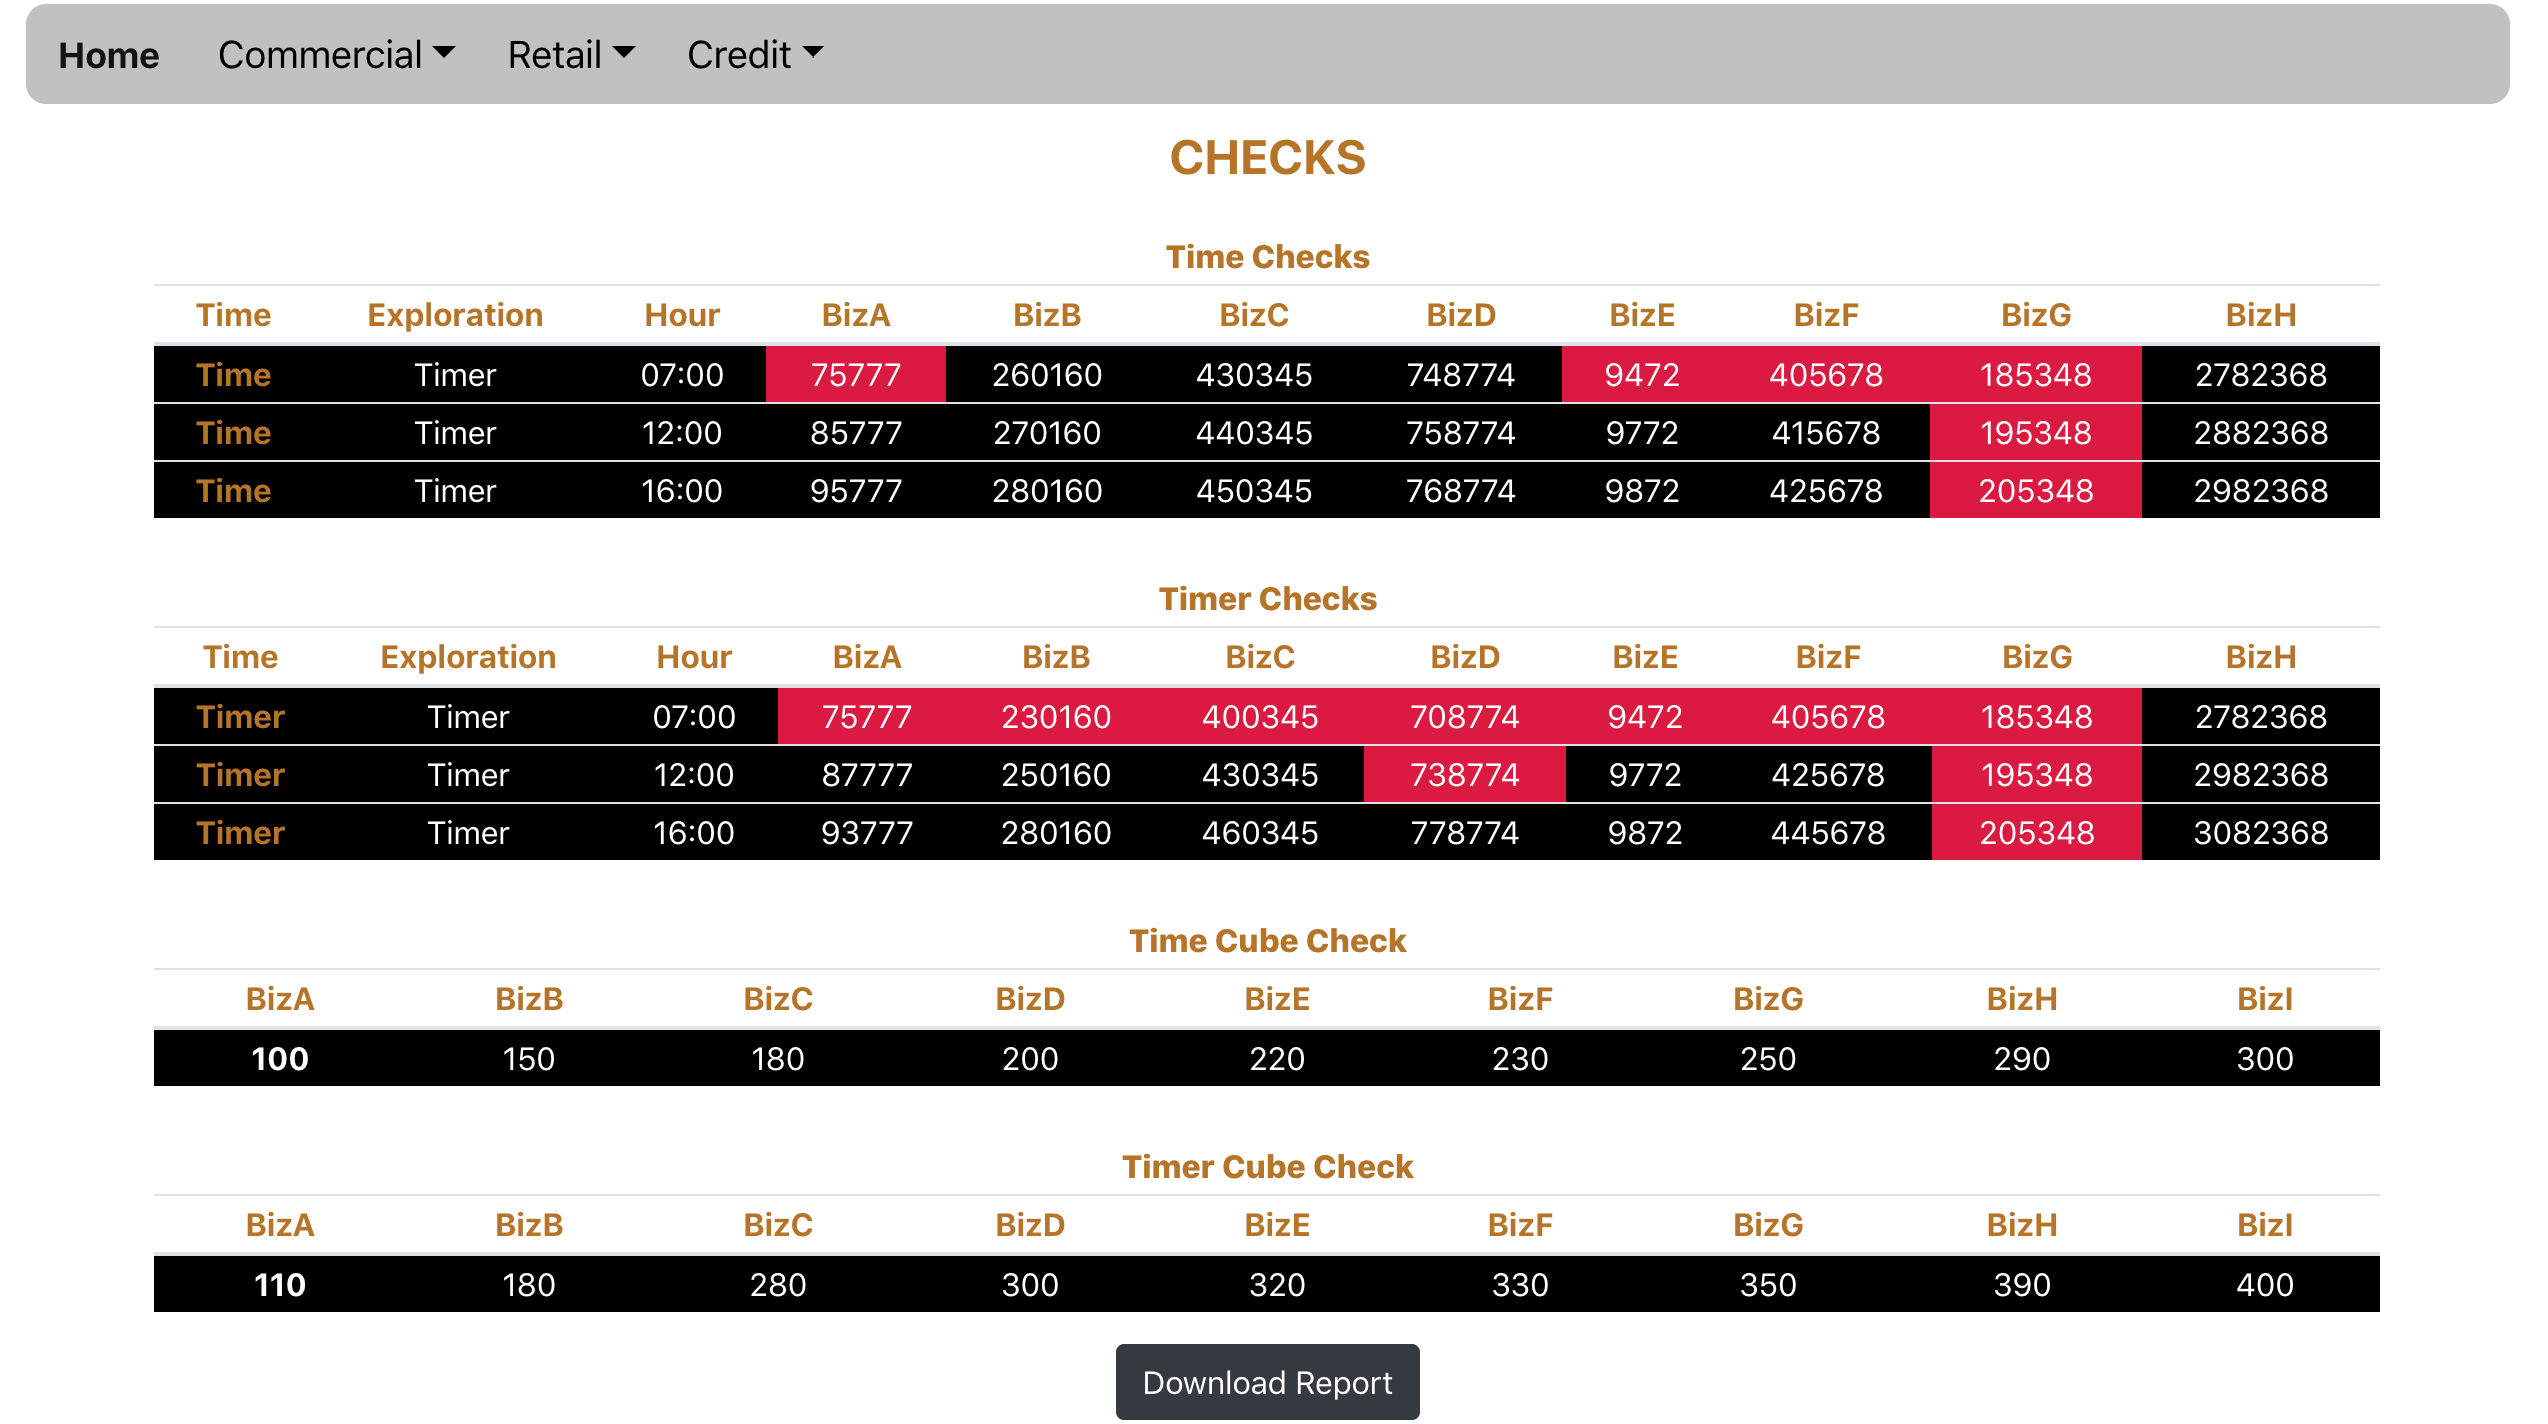 Home Commercial Retail Credit
CHECKS
Time Checks
Time Exploration Hour BizA BizB BizC BizD BizE BizF BizG BizH
Time Timer 07:00 75777 260160 430345 748774 9472 405678 185348 2782368
Time Timer 12:00 85777 270160 440345 758774 9772 415678 195348 2882368
Time Timer 16:00 95777 280160 450345 768774 9872 425678 205348 2982368
Timer Checks
Time Exploration Hour BizA BizB BizC BizD BizE BizF BizG BizH
Timer Timer 07:00 75777 230160 400345 708774 9472 405678 185348 2782368
Timer Timer 12:00 87777 250160 430345 738774 9772 425678 195348 2982368
Timer Timer 16:00 93777 280160 460345 778774 9872 445678 205348 3082368
Time Cube Check
BizA BizB BizC BizD BizE BizF BizG BizH BizI
100 150 180 200 220 230 250 290 300
Timer Cube Check
BizA BizB BizC BizD BizE BizF BizG BizH BizI
110 180 280 300 320 330 350 390 400
Download Report